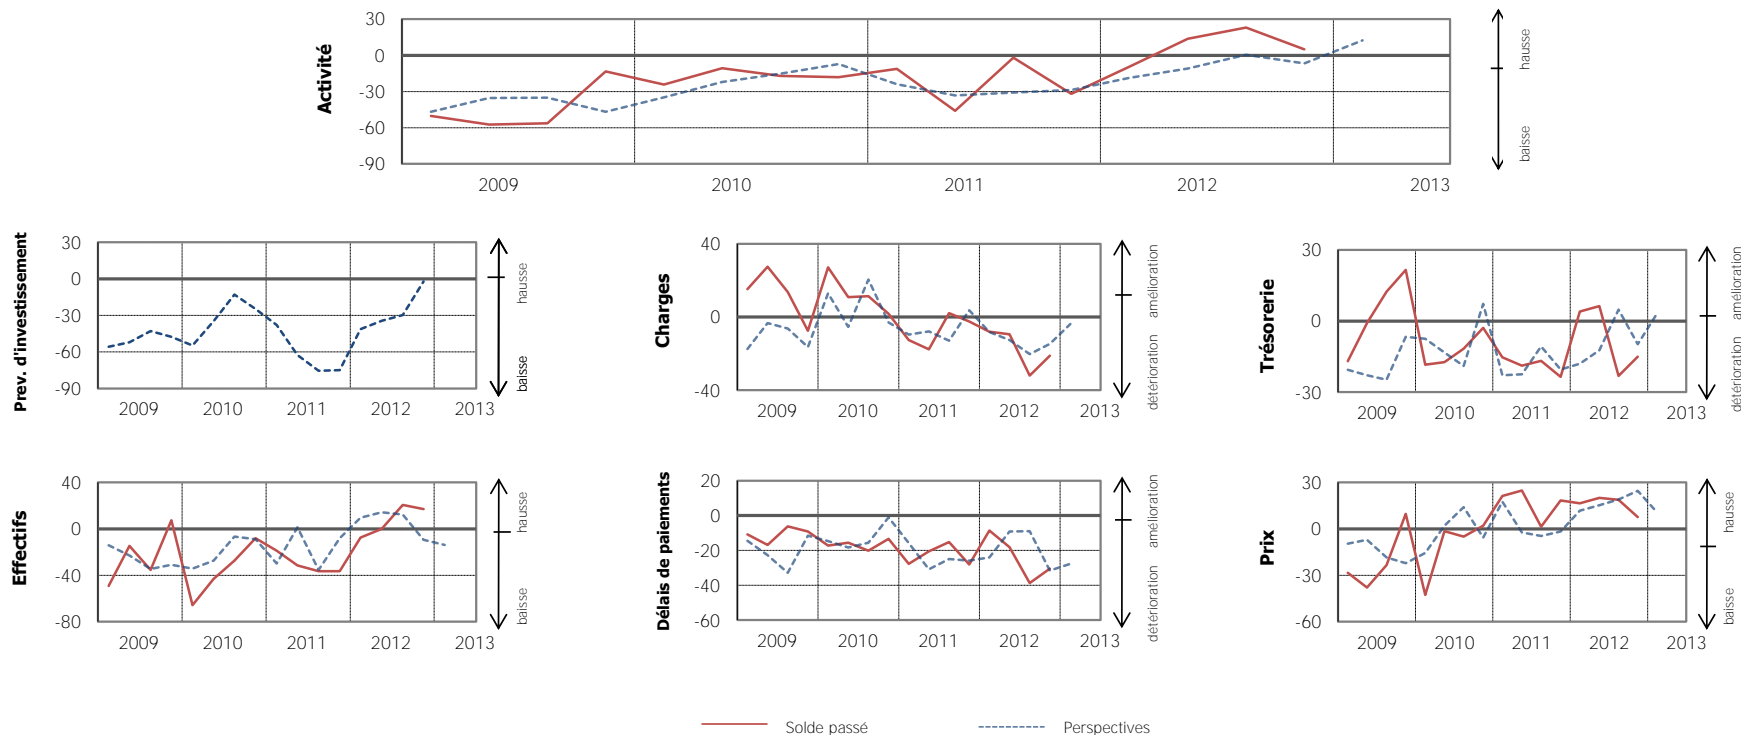 Activité
30
0
-30
-60
-90
2009 2010 2011 2012 2013
hausse
baisse
Prev. d'investissement
30
0
-30
-60
-90
2009 2010 2011 2012 2013
hausse
baisse
Charges
40
0
-40
2009 2010 2011 2012 2013
amélioration
détérioration
Trésorerie
30
0
-30
2009 2010 2011 2012 2013
amélioration
détérioration
Effectifs
40
0
-40
-80
2009 2010 2011 2012 2013
hausse
baisse
Délais de paiements
20
0
-20
-40
-60
2009 2010 2011 2012 2013
amélioration
détérioration
Prix
30
0
-30
-60
2009 2010 2011 2012 2013
hausse
baisse
Solde passé Perspectives